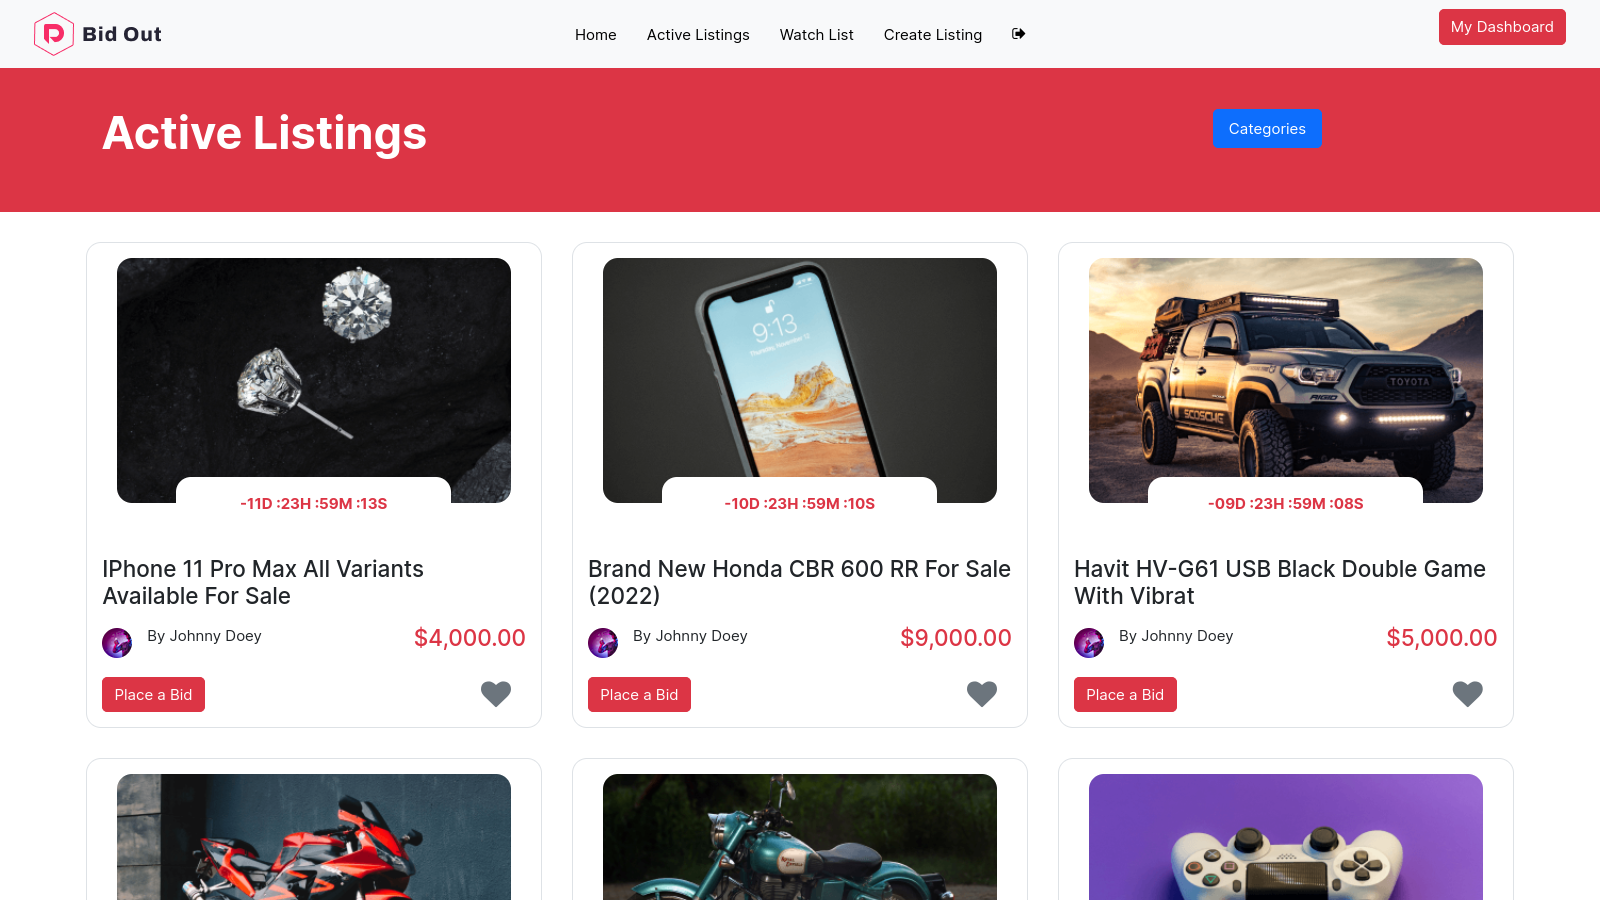 Bid Out
Home
Active Listings
Watch List
Create Listing
My Dashboard
Active Listings
Categories
9:13
TOYOTA
RIGID
SCOSCHE
-11D :23H :59M :13S
-10D :23H :59M :10S
-09D :23H :59M :08S
IPhone 11 Pro Max All Variants
Available For Sale
By Johnny Doey
$4,000.00
Place a Bid
Brand New Honda CBR 600 RR For Sale
(2022)
By Johnny Doey
$9,000.00
Place a Bid
Havit HV-G61 USB Black Double Game
With Vibrat
By Johnny Doey
$5,000.00
Place a Bid